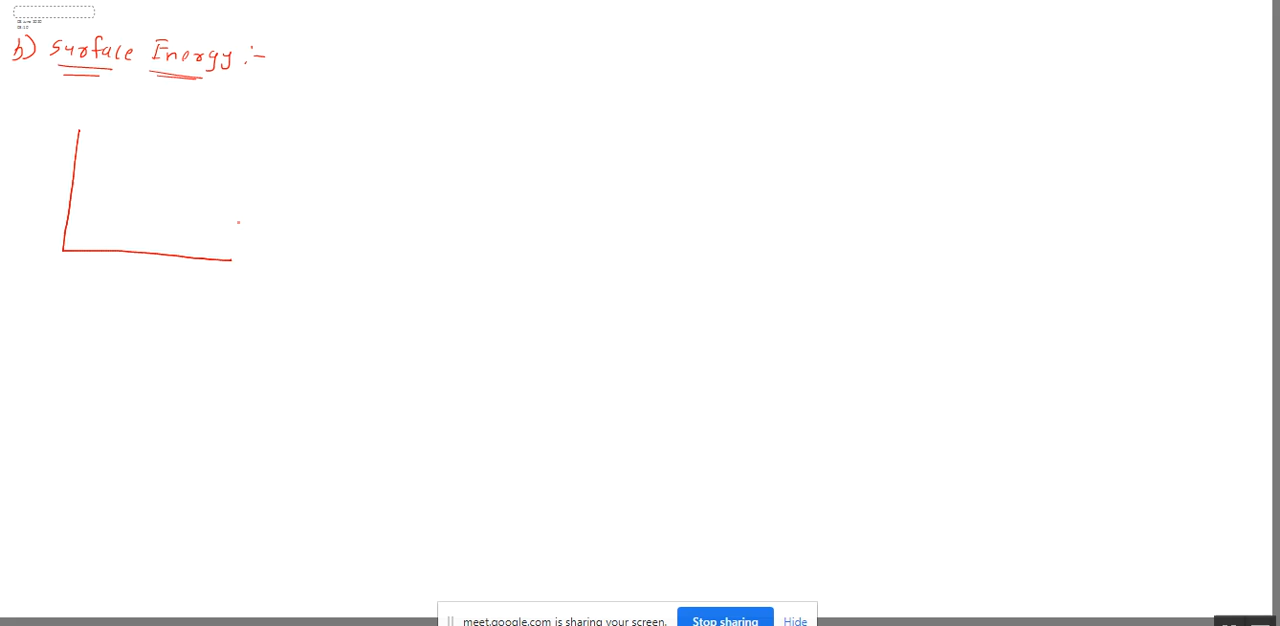 b) Surface Energy :-
meet.google.com is sharing your screen.
Stop sharing
Hide